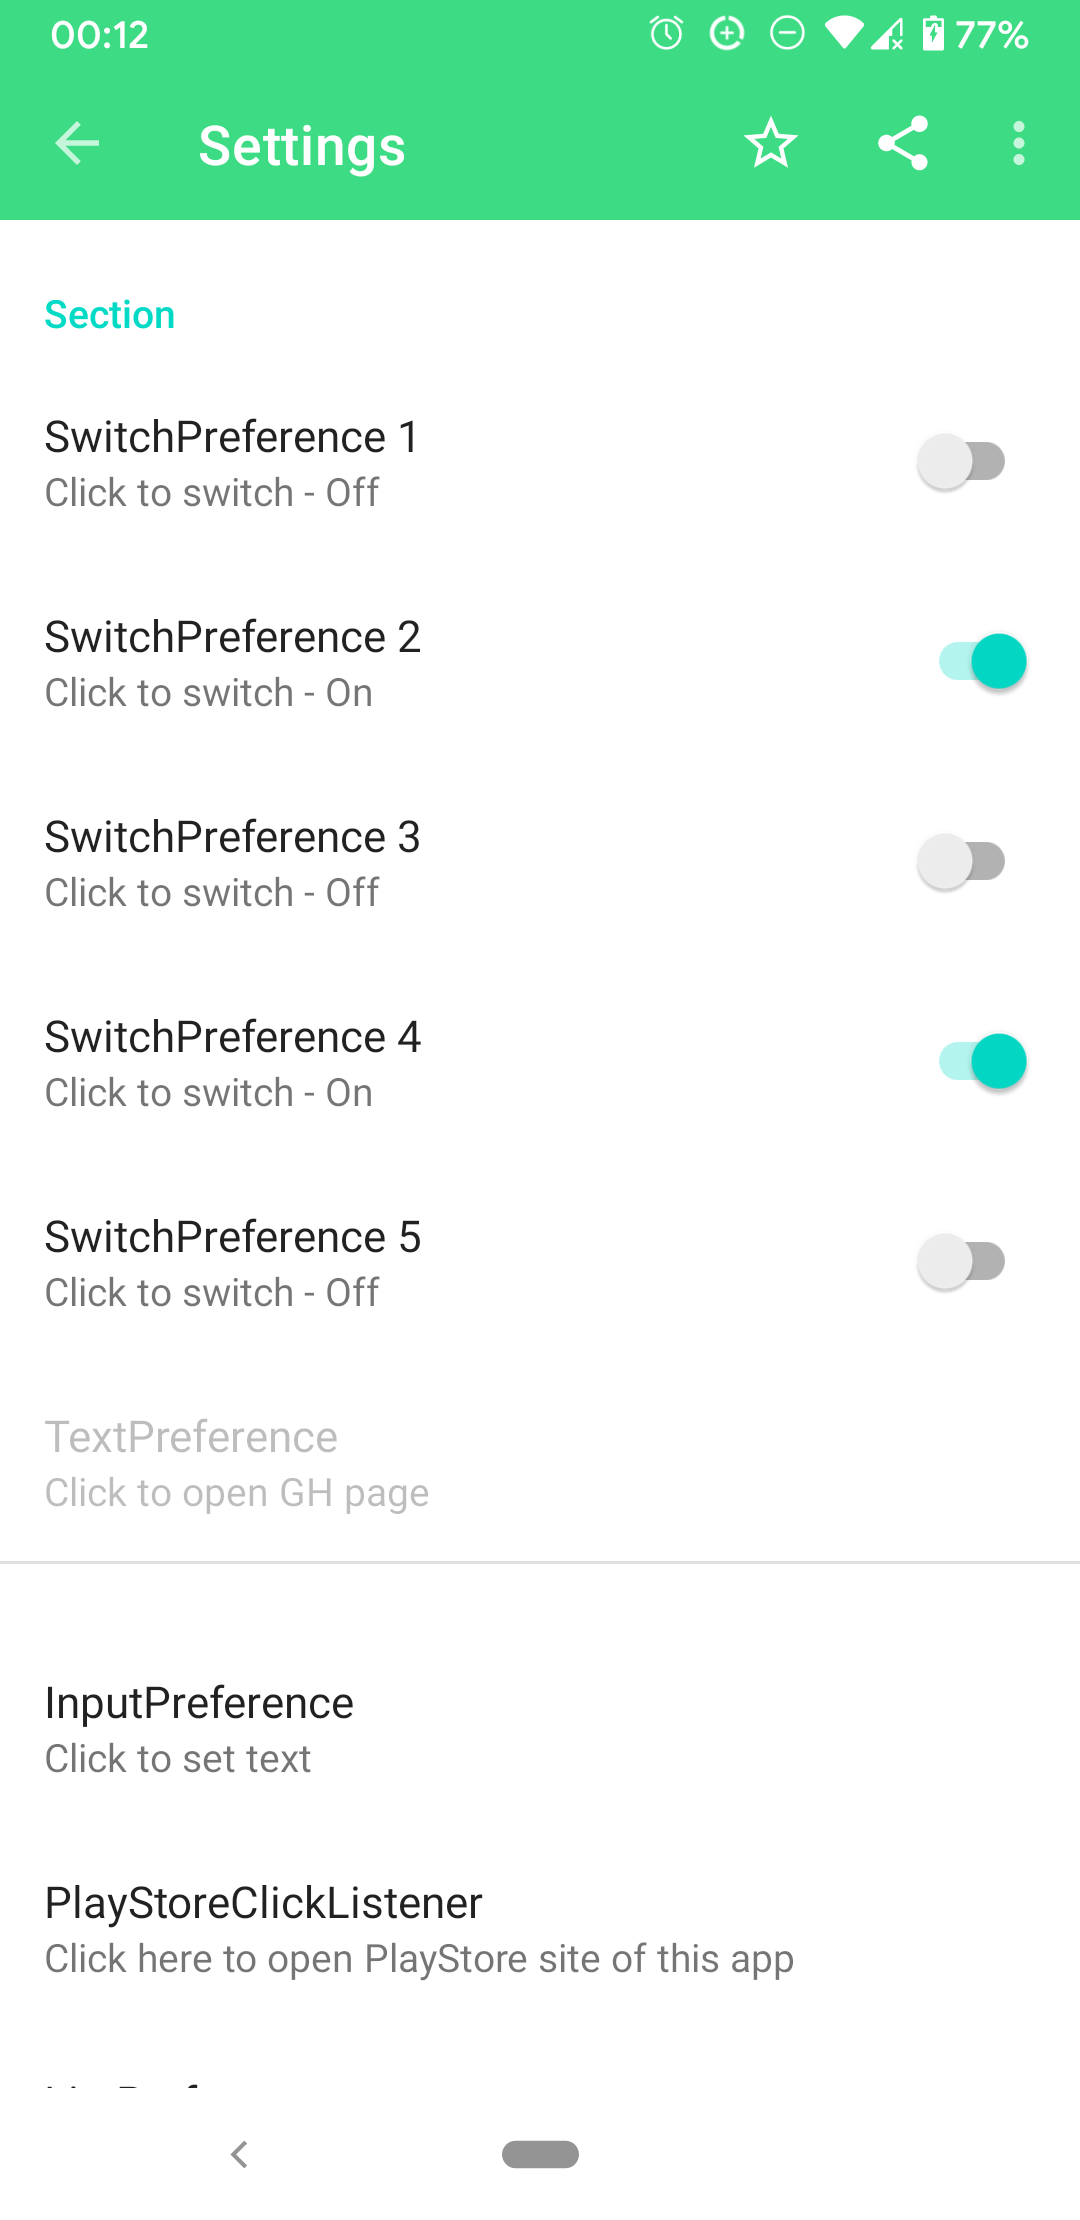 00:12
77%
Settings
Section
SwitchPreference 1
Click to switch - Off
SwitchPreference 2
Click to switch - On
SwitchPreference 3
Click to switch - Off
SwitchPreference 4
Click to switch - On
SwitchPreference 5
Click to switch - Off
TextPreference
Click to open GH page
InputPreference
Click to set text
PlayStoreClickListener
Click here to open PlayStore site of this app